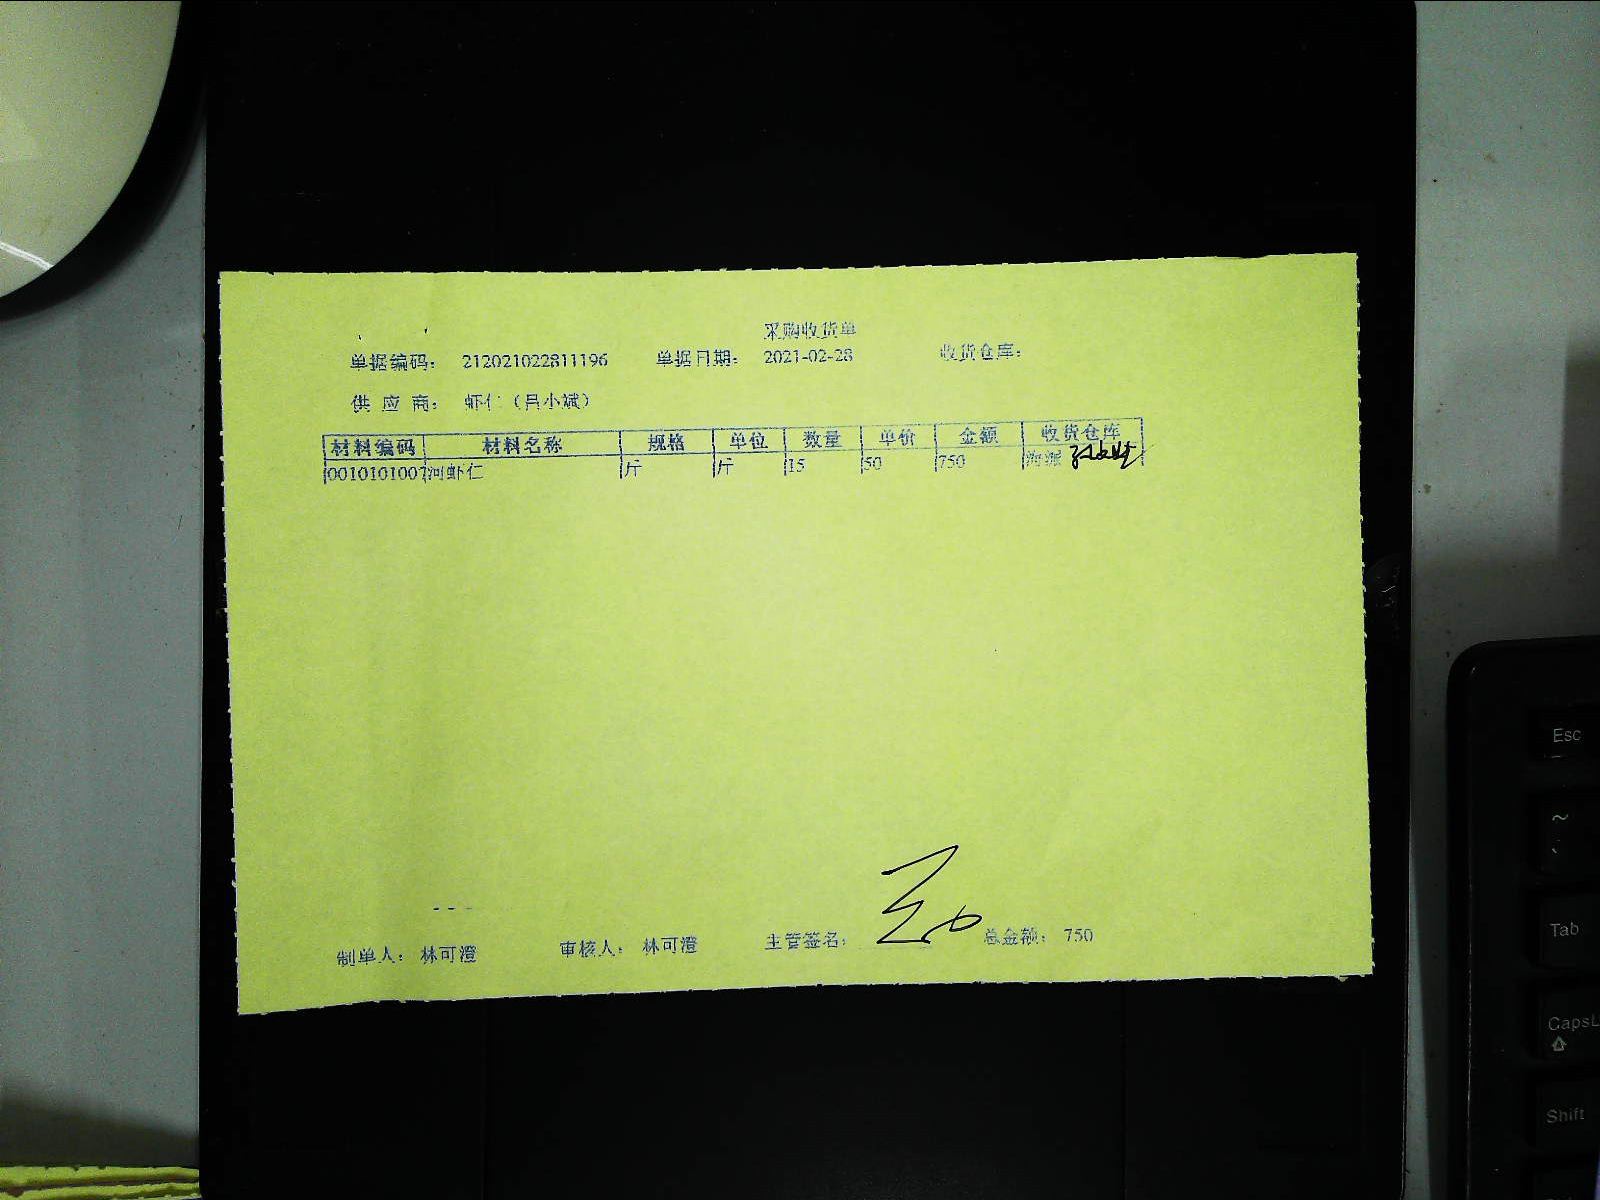 采购收货单
单据编码： 212021022811196 单据日期： 2021-02-28 收货仓库：
供应商： 虾仁（吕小斌）
材料编码 材料名称 规格 单位 数量 单价 金额 收货仓库
0010101007 河虾仁 斤 斤 15 50 750 海派
制单人： 林可澄 审核人： 林可澄 主管签名： 总金额： 750
Esc
~
`
Tab
CapsL
Shift